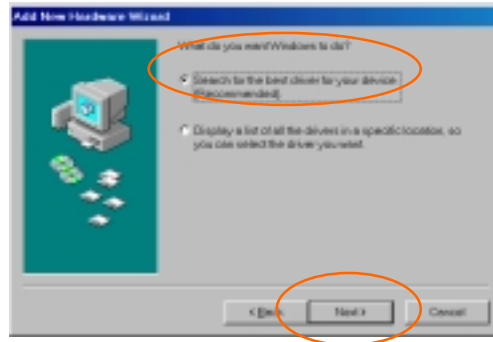 Add New Hardware Wizard
What do you want Windows to do?
Search for the best driver for your device
(Recommended).
Display a list of all the drivers in a specific location, so
you can select the driver you want.
< Back
Next >
Cancel